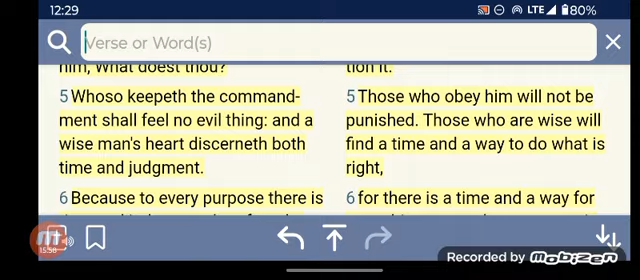 12:29
LTE
80%
Verse or Word(s)
him, What doest thou?
5 Whoso keepeth the command-
ment shall feel no evil thing: and a
wise man's heart discerneth both
time and judgment.
6 Because to every purpose there is
tion it.
5 Those who obey him will not be
punished. Those who are wise will
find a time and a way to do what is
right,
6 for there is a time and a way for
15:58
Recorded by
MOBIZEN